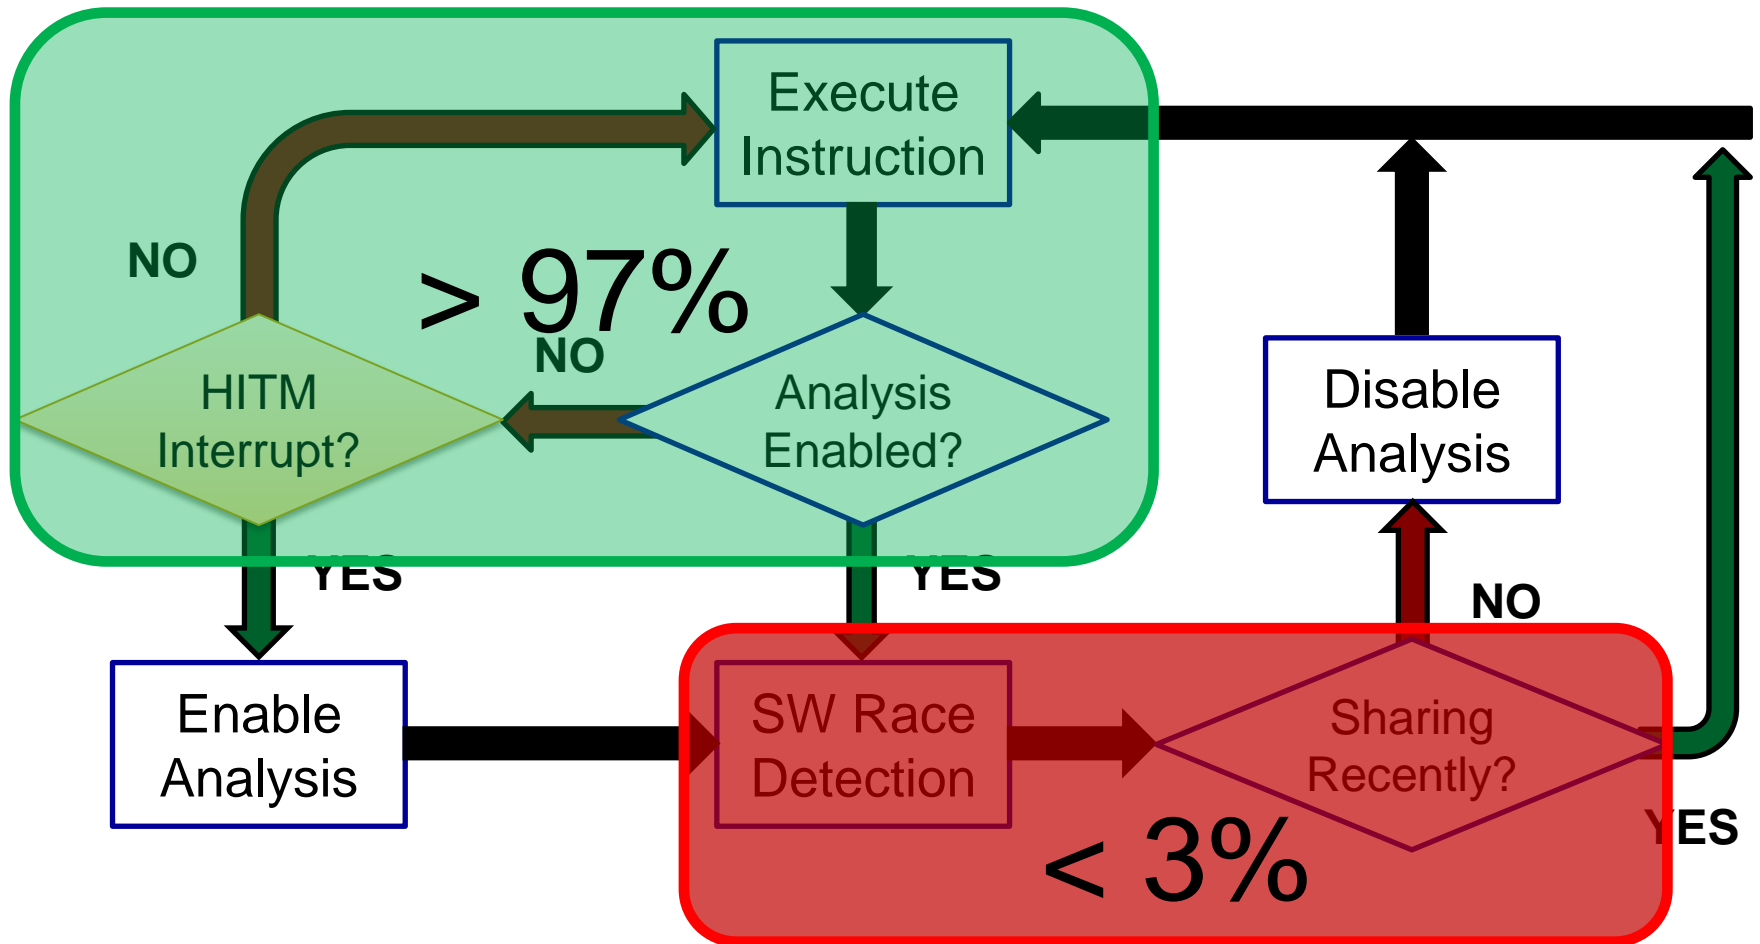 Execute
Instruction
NO
> 97%
NO
HITM
Interrupt?
Analysis
Enabled?
Disable
Analysis
YES
YES
NO
Enable
Analysis
SW Race
Detection
Sharing
Recently?
YES
< 3%